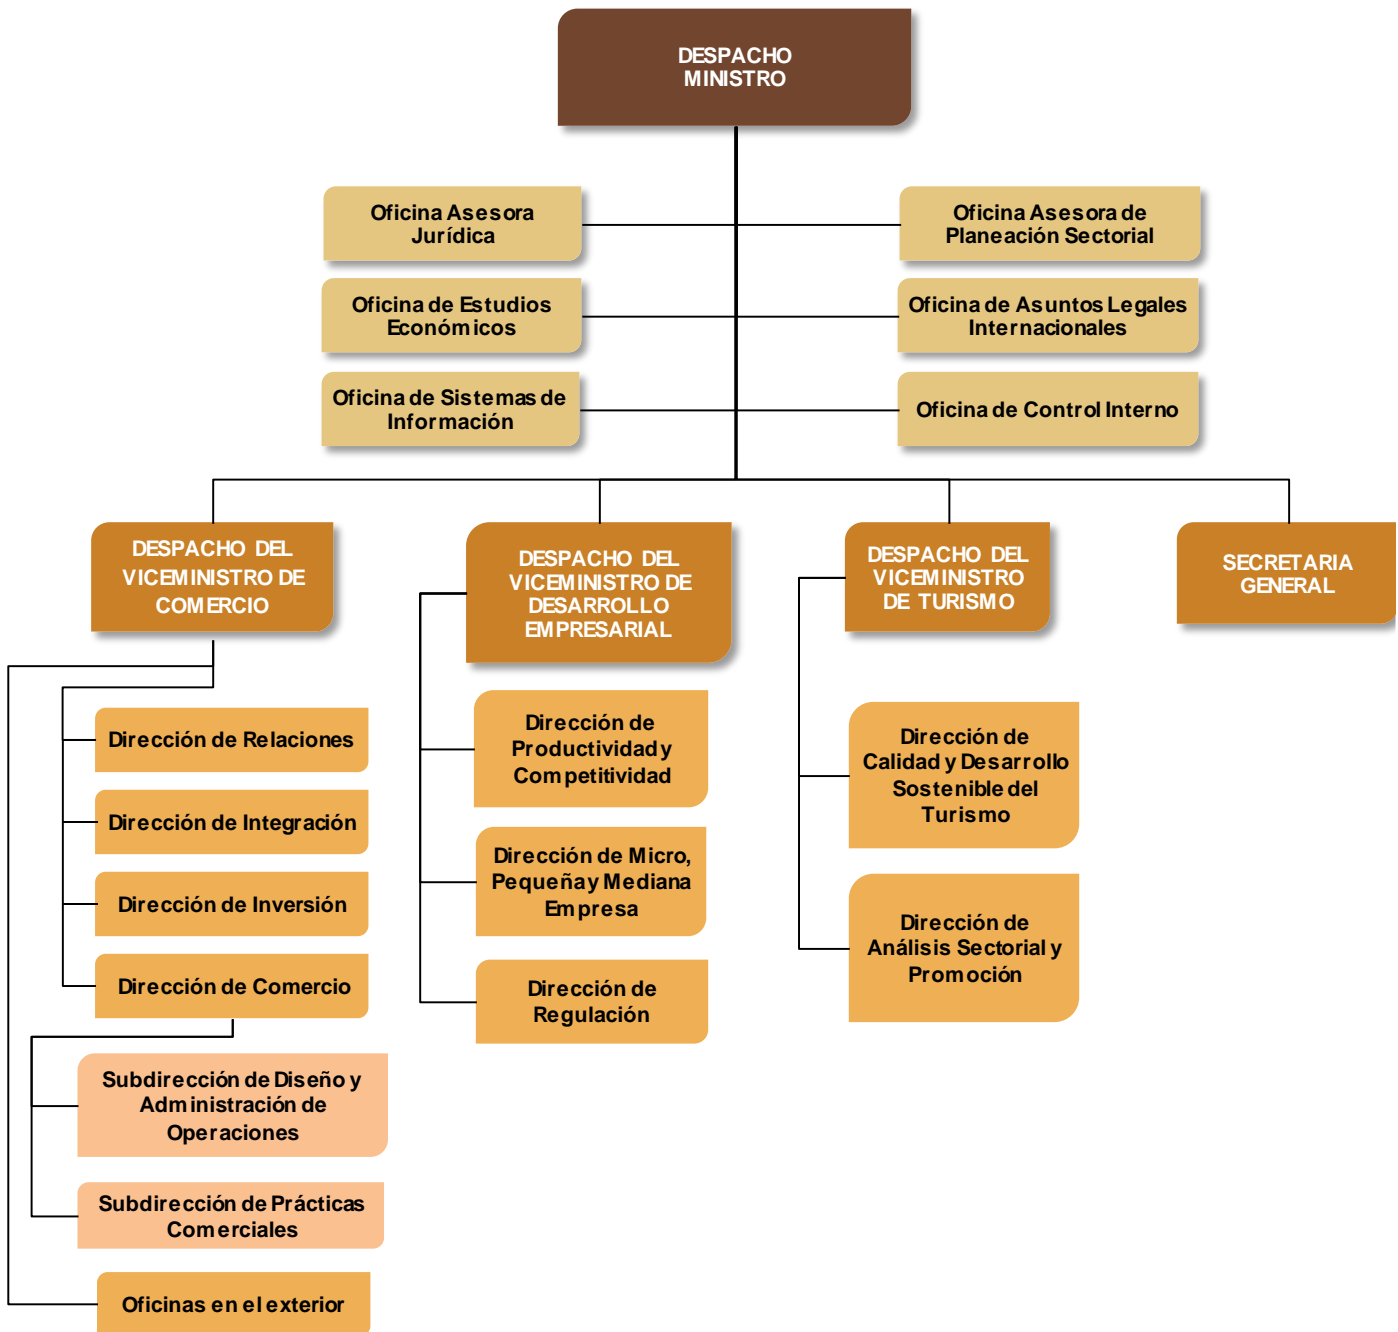 DESPACHO
MINISTRO
Oficina Asesora
Jurídica
Oficina Asesora de
Planeación Sectorial
Oficina de Estudios
Económicos
Oficina de Asuntos Legales
Internacionales
Oficina de Sistemas de
Información
Oficina de Control Interno
DESPACHO DEL
VICEMINISTRO DE
COMERCIO
DESPACHO DEL
VICEMINISTRO DE
DESARROLLO
EMPRESARIAL
DESPACHO DEL
VICEMINISTRO
DE TURISMO
SECRETARIA
GENERAL
Dirección de Relaciones
Dirección de Integración
Dirección de Inversión
Dirección de Comercio
Subdirección de Diseño y
Administración de
Operaciones
Subdirección de Prácticas
Comerciales
Oficinas en el exterior
Dirección de
Productividad y
Competitividad
Dirección de Micro,
Pequeña y Mediana
Empresa
Dirección de
Regulación
Dirección de
Calidad y Desarrollo
Sostenible del
Turismo
Dirección de
Análisis Sectorial y
Promoción